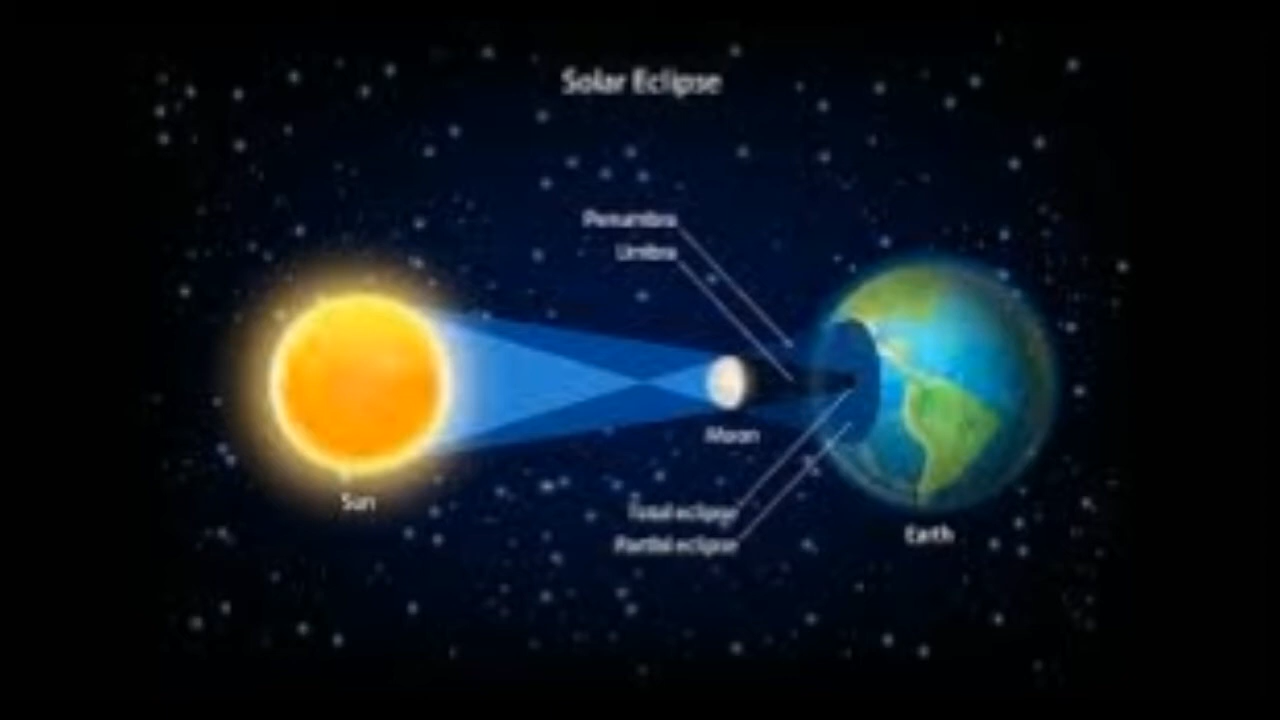 Solar Eclipse
Penumbra
Umbra
Moon
Sun
Total eclipse
Partial eclipse
Earth